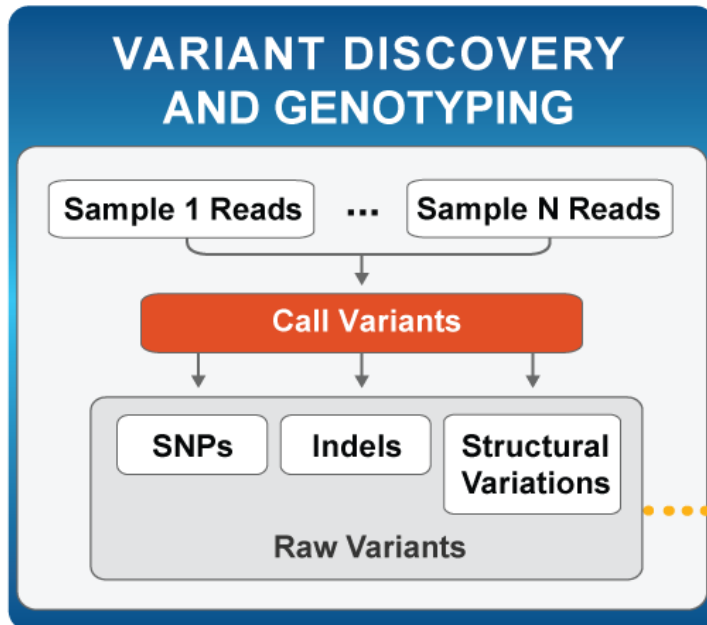 VARIANT DISCOVERY
AND GENOTYPING
Sample 1 Reads ... Sample N Reads
Call Variants
SNPs Indels Structural
Variations
Raw Variants